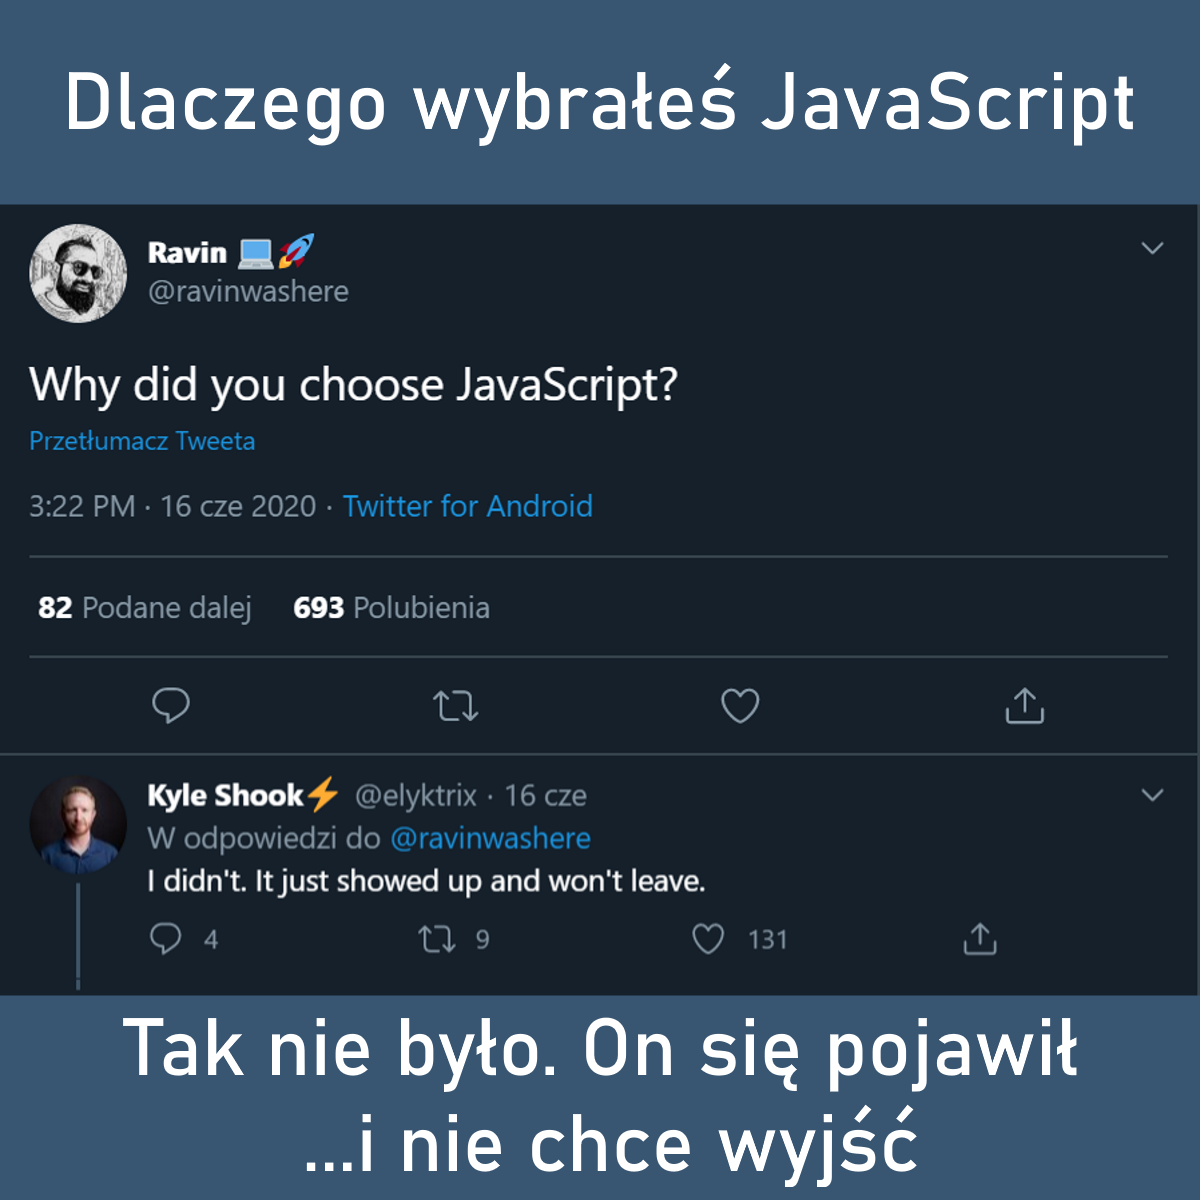 Dlaczego wybrałeś JavaScript
Ravin 💻🚀
@ravinwashere
Why did you choose JavaScript?
Przetłumacz Tweeta
3:22 PM · 16 cze 2020 · Twitter for Android
82 Podane dalej 693 Polubienia
Kyle Shook⚡ @elyktrix · 16 cze
W odpowiedzi do @ravinwashere
I didn't. It just showed up and won't leave.
4 9 131
Tak nie było. On się pojawił
...i nie chce wyjść